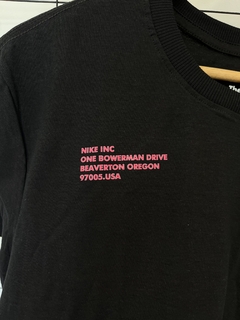 NIKE INC
ONE BOWERMAN DRIVE
BEAVERTON OREGON
97005.USA